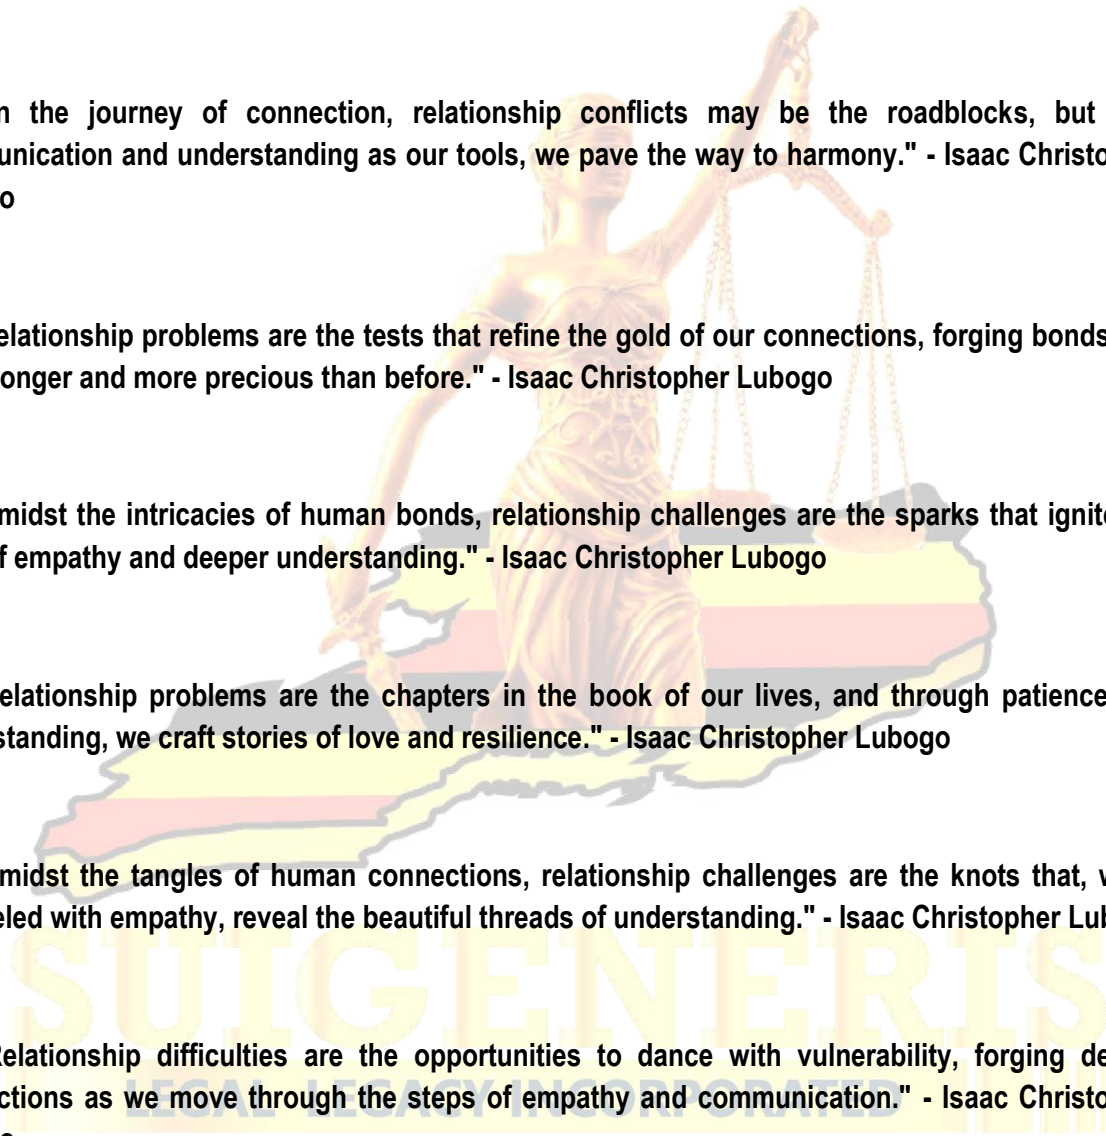 n the journey of connection, relationship conflicts may be the roadblocks, but
unication and understanding as our tools, we pave the way to harmony." - Isaac Christo
o
elationship problems are the tests that refine the gold of our connections, forging bonds
onger and more precious than before." - Isaac Christopher Lubogo
midst the intricacies of human bonds, relationship challenges are the sparks that ignite
f empathy and deeper understanding." - Isaac Christopher Lubogo
elationship problems are the chapters in the book of our lives, and through patience
standing, we craft stories of love and resilience." - Isaac Christopher Lubogo
midst the tangles of human connections, relationship challenges are the knots that, w
eled with empathy, reveal the beautiful threads of understanding." - Isaac Christopher Lub
SUIGENERIS
Relationship difficulties are the opportunities to dance with vulnerability, forging de
ctions as we move through the steps of empathy and communication." - Isaac Christo
LEGAL LEGACY INCORPORATED